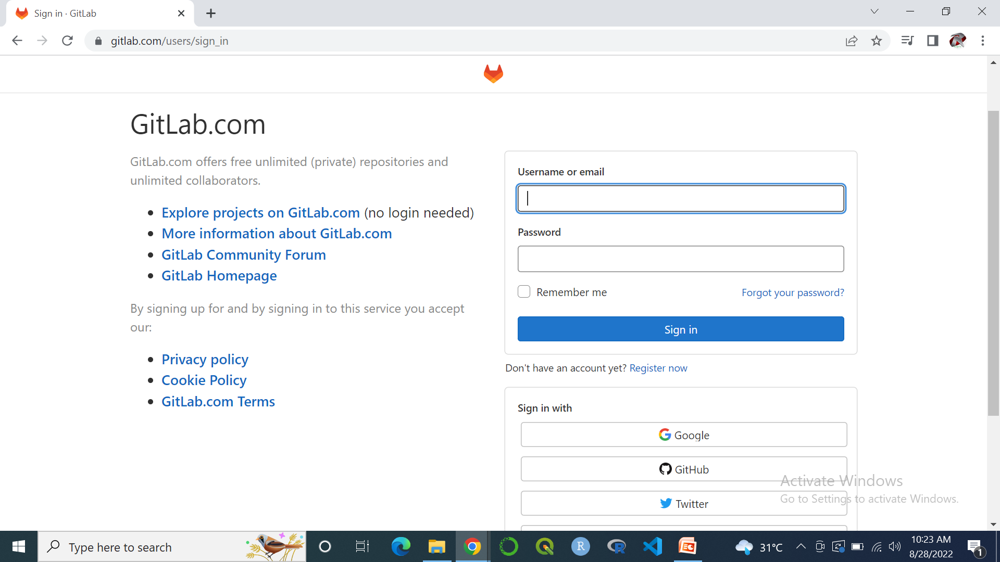 Sign in · GitLab
gitlab.com/users/sign_in
GitLab.com
GitLab.com offers free unlimited (private) repositories and
unlimited collaborators.
Explore projects on GitLab.com (no login needed)
More information about GitLab.com
GitLab Community Forum
GitLab Homepage
By signing up for and by signing in to this service you accept
our:
Privacy policy
Cookie Policy
GitLab.com Terms
Username or email
Password
Remember me
Forgot your password?
Sign in
Don't have an account yet? Register now
Sign in with
Google
GitHub
Twitter
Activate Windows
Go to Settings to activate Windows.
Type here to search
R
R
31°C
10:23 AM
8/28/2022
1